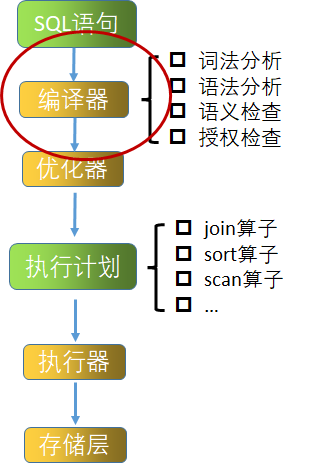 SQL语句
编译器
词法分析
语法分析
语义检查
授权检查
优化器
执行计划
join算子
sort算子
scan算子
...
执行器
存储层